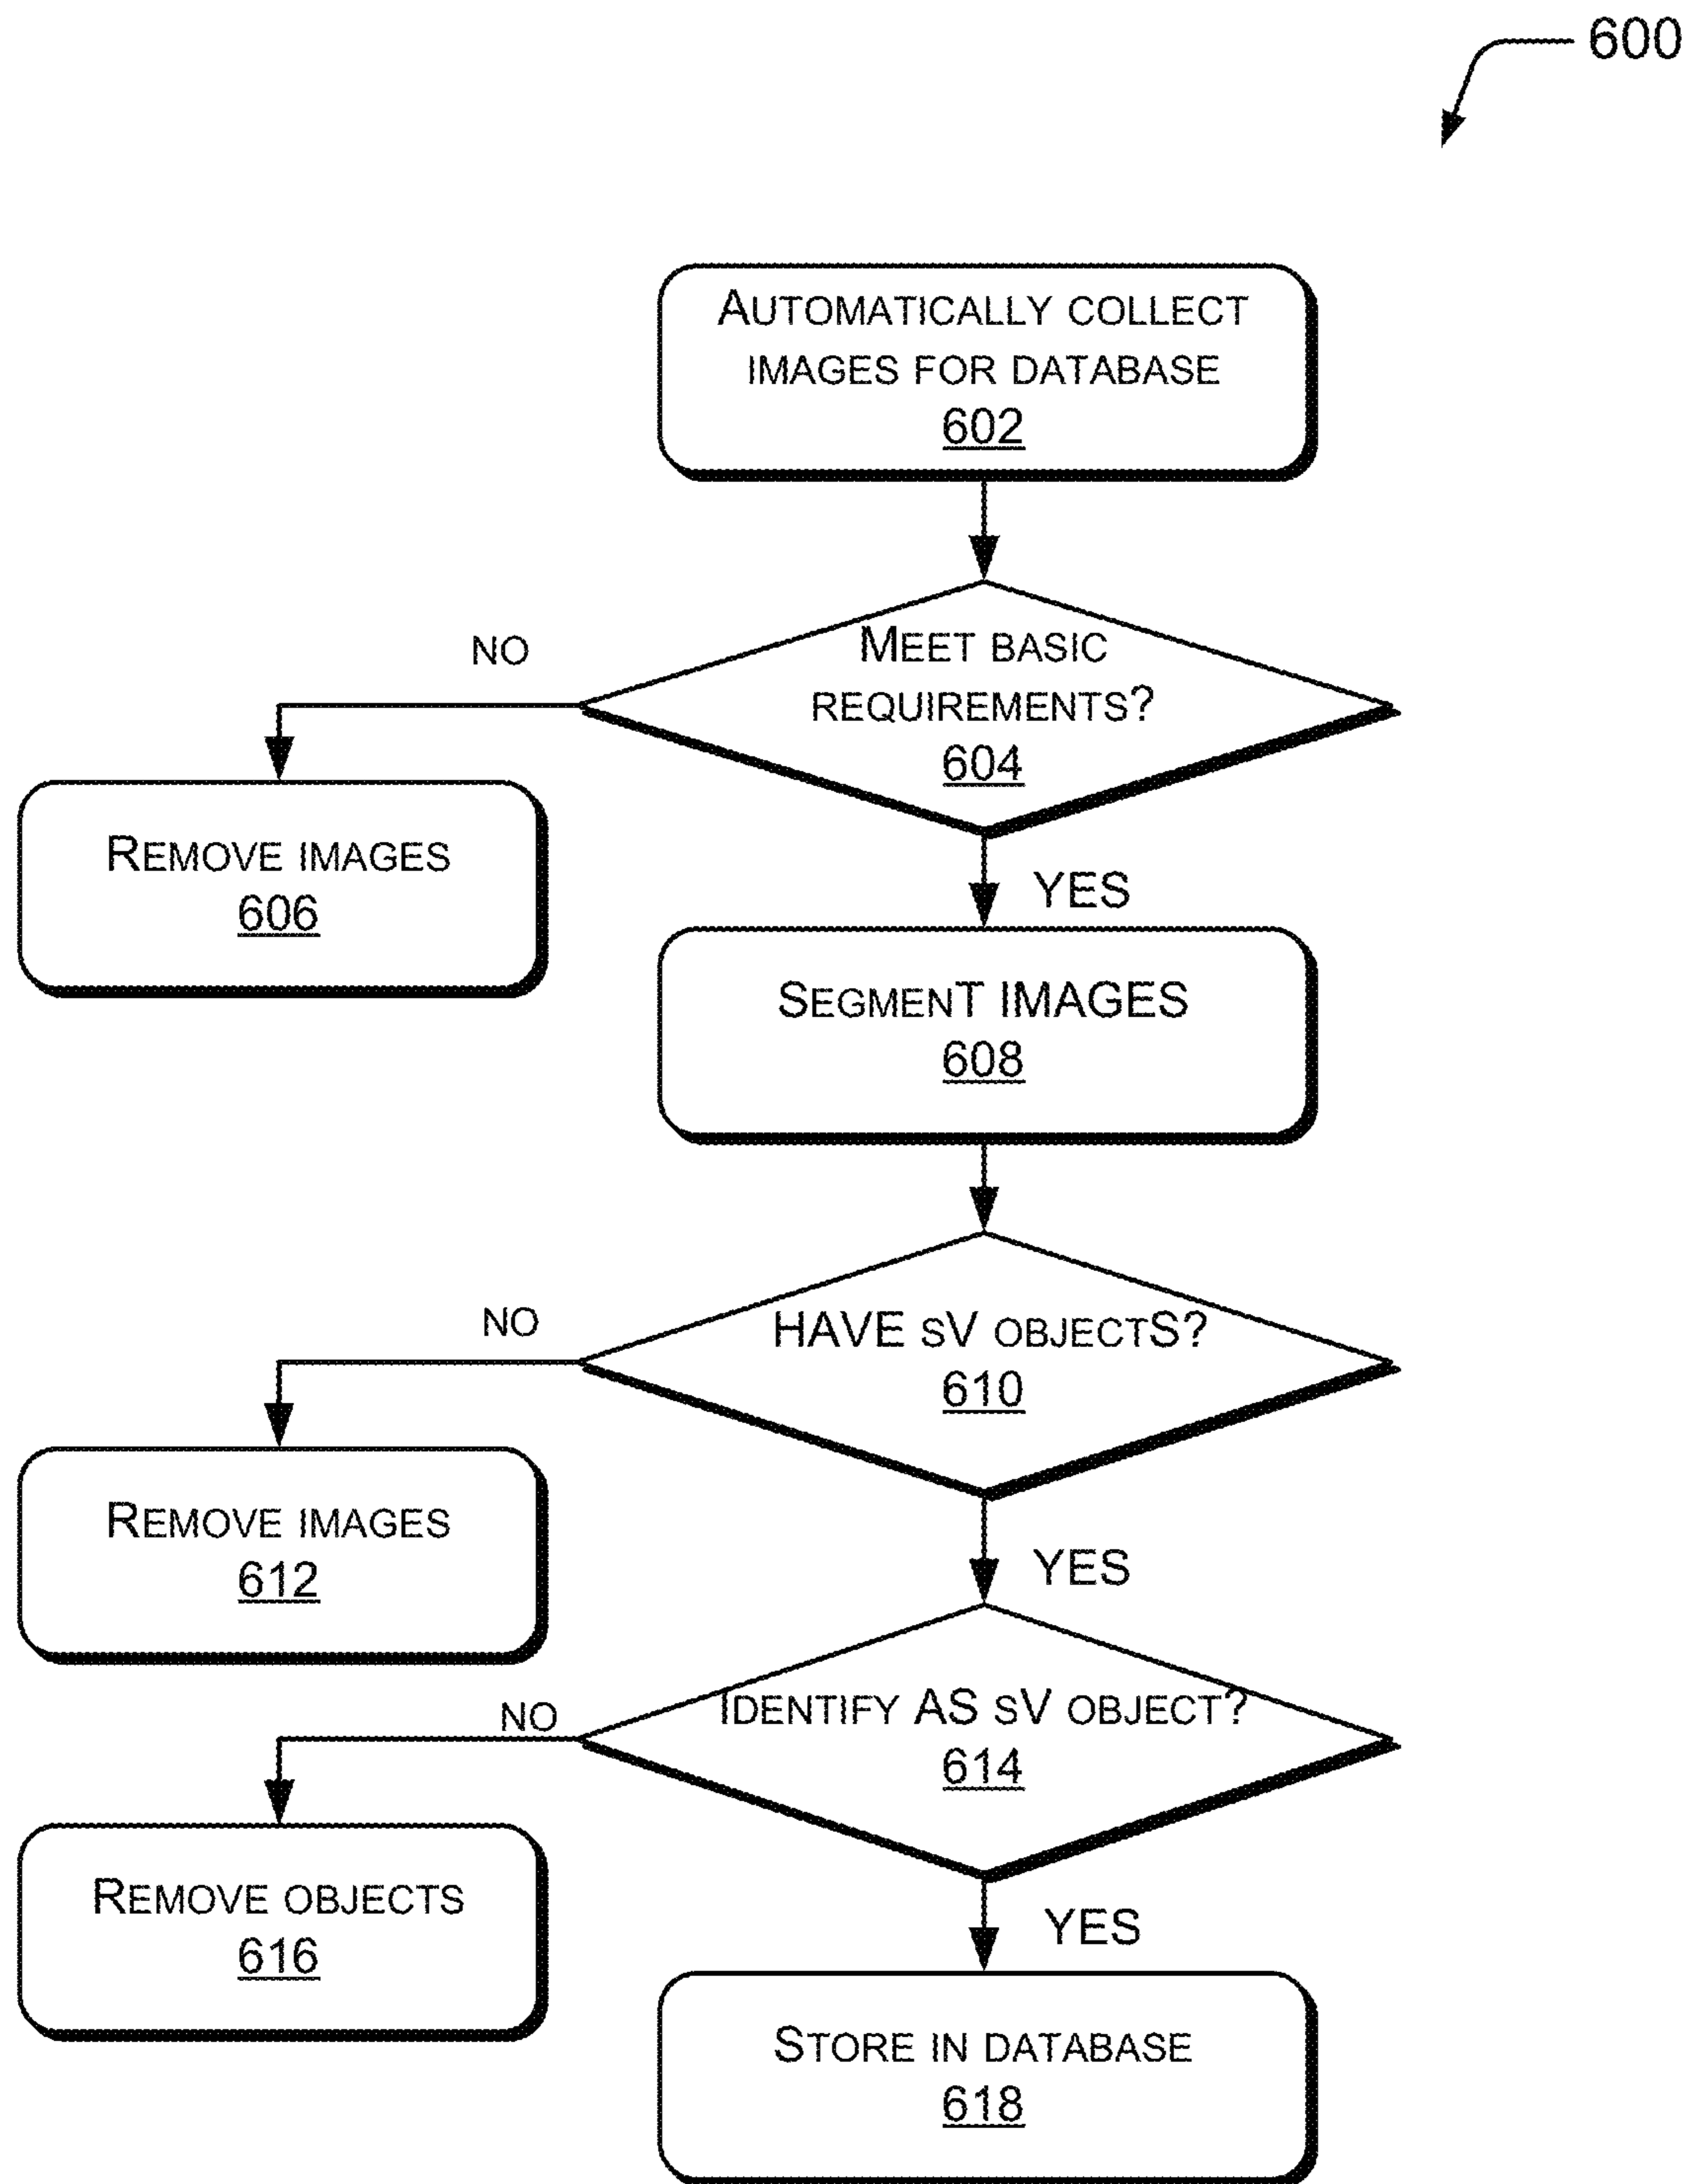 600
AUTOMATICALLY COLLECT
IMAGES FOR DATABASE
602
MEET BASIC
REQUIREMENTS?
604
NO
REMOVE IMAGES
606
YES
SEGMENT IMAGES
608
HAVE SV OBJECTS?
610
NO
REMOVE IMAGES
612
YES
IDENTIFY AS SV OBJECT?
614
NO
REMOVE OBJECTS
616
YES
STORE IN DATABASE
618